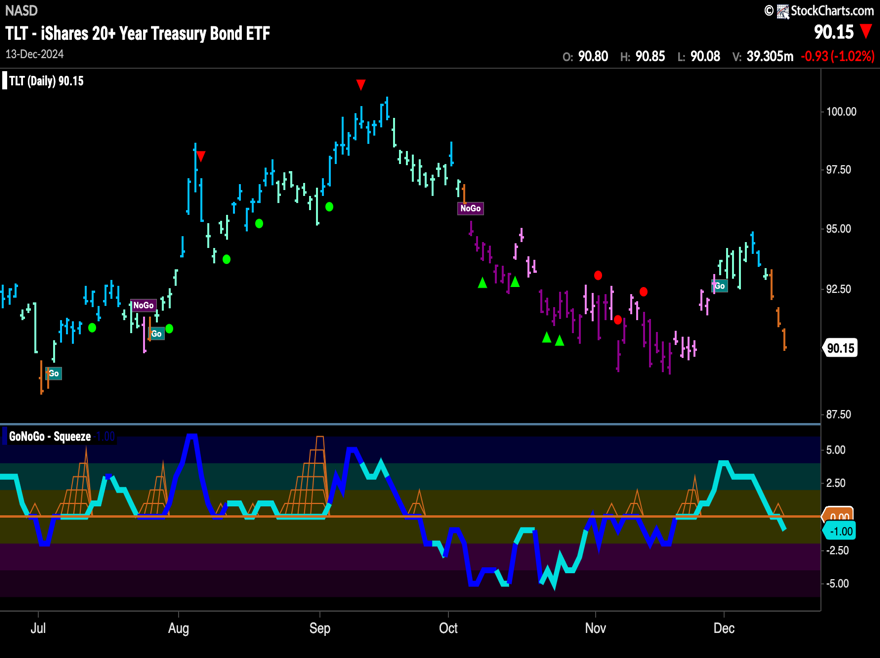 NASD
© StockCharts.com
TLT - iShares 20+ Year Treasury Bond ETF
90.15
13-Dec-2024
O: 90.80 H: 90.85 L: 90.08 V: 39.305m -0.93 (-1.02%)
TLT (Daily) 90.15
100.00
97.50
95.00
92.50
90.15
87.50
NoGo
NoGo
Go
Go
Go
GoNoGo - Squeeze -1.00
5.00
2.50
0.00
-1.00
-2.50
-5.00
Jul Aug Sep Oct Nov Dec